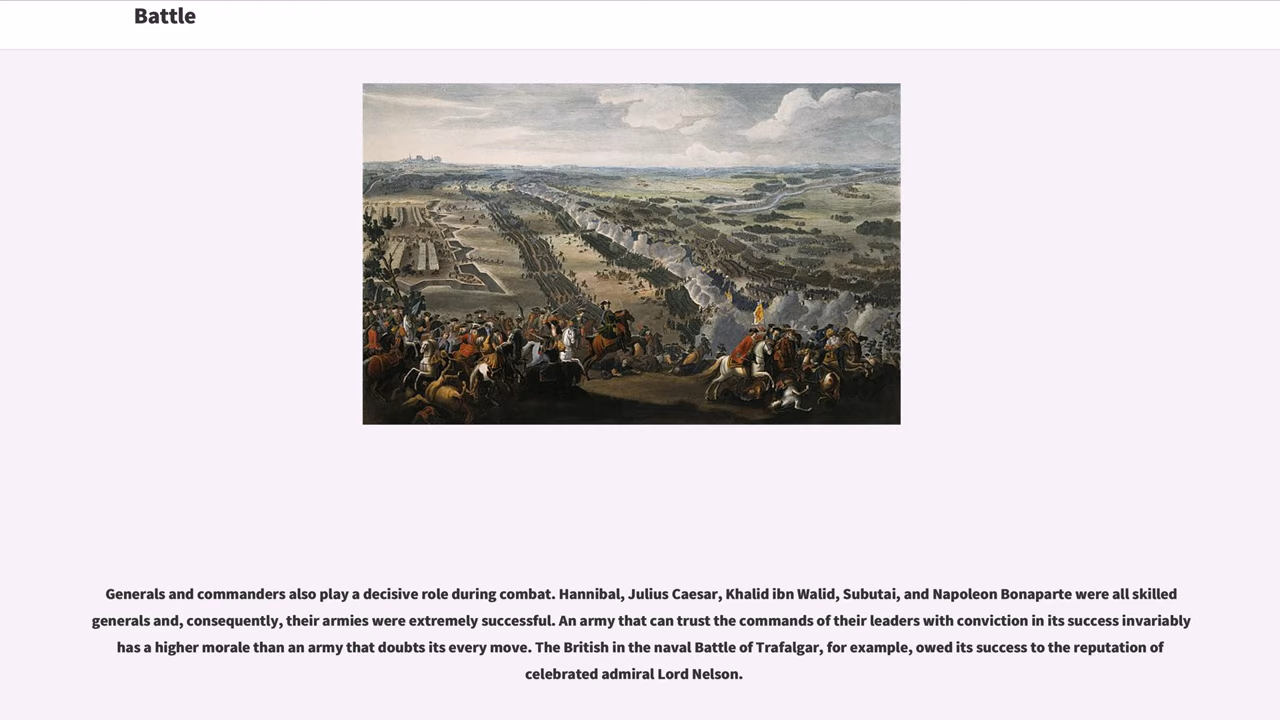 Battle
Generals and commanders also play a decisive role during combat. Hannibal, Julius Caesar, Khalid ibn Walid, Subutai, and Napoleon Bonaparte were all skilled
generals and, consequently, their armies were extremely successful. An army that can trust the commands of their leaders with conviction in its success invariably
has a higher morale than an army that doubts its every move. The British in the naval Battle of Trafalgar, for example, owed its success to the reputation of
celebrated admiral Lord Nelson.